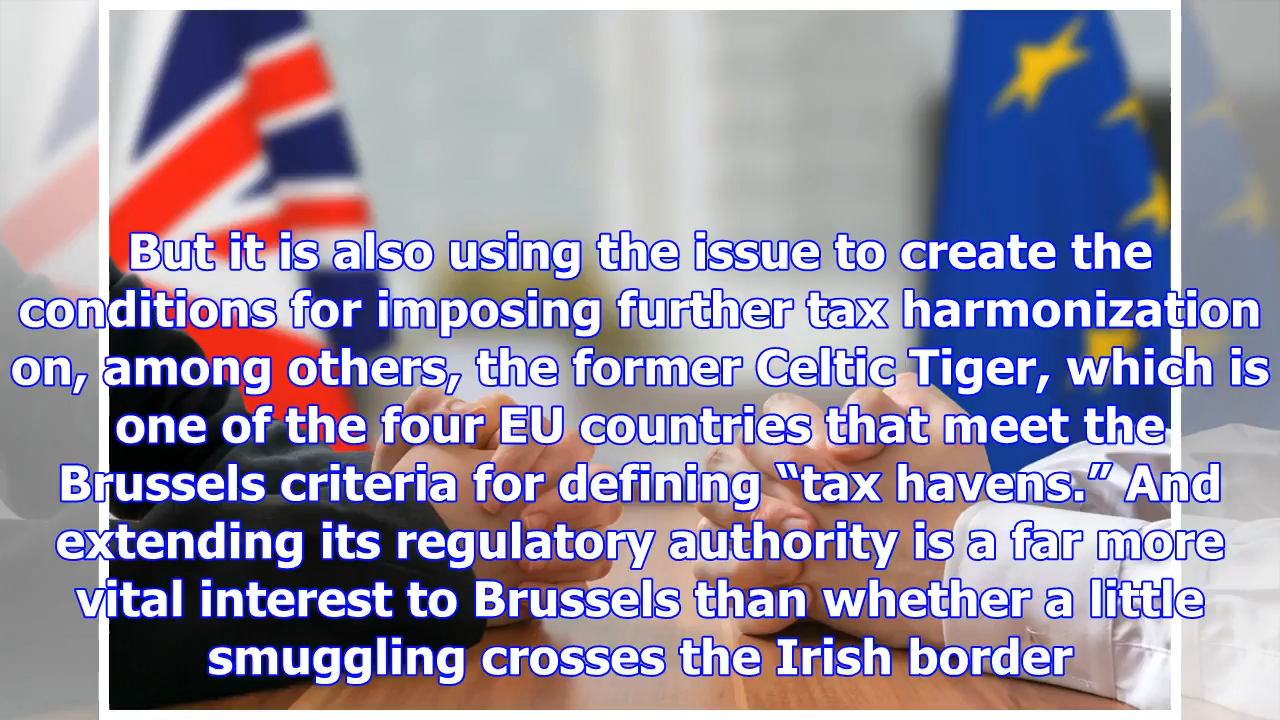 But it is also using the issue to create the
conditions for imposing further tax harmonization
on, among others, the former Celtic Tiger, which is
one of the four EU countries that meet the
Brussels criteria for defining “tax havens.” And
extending its regulatory authority is a far more
vital interest to Brussels than whether a little
smuggling crosses the Irish border